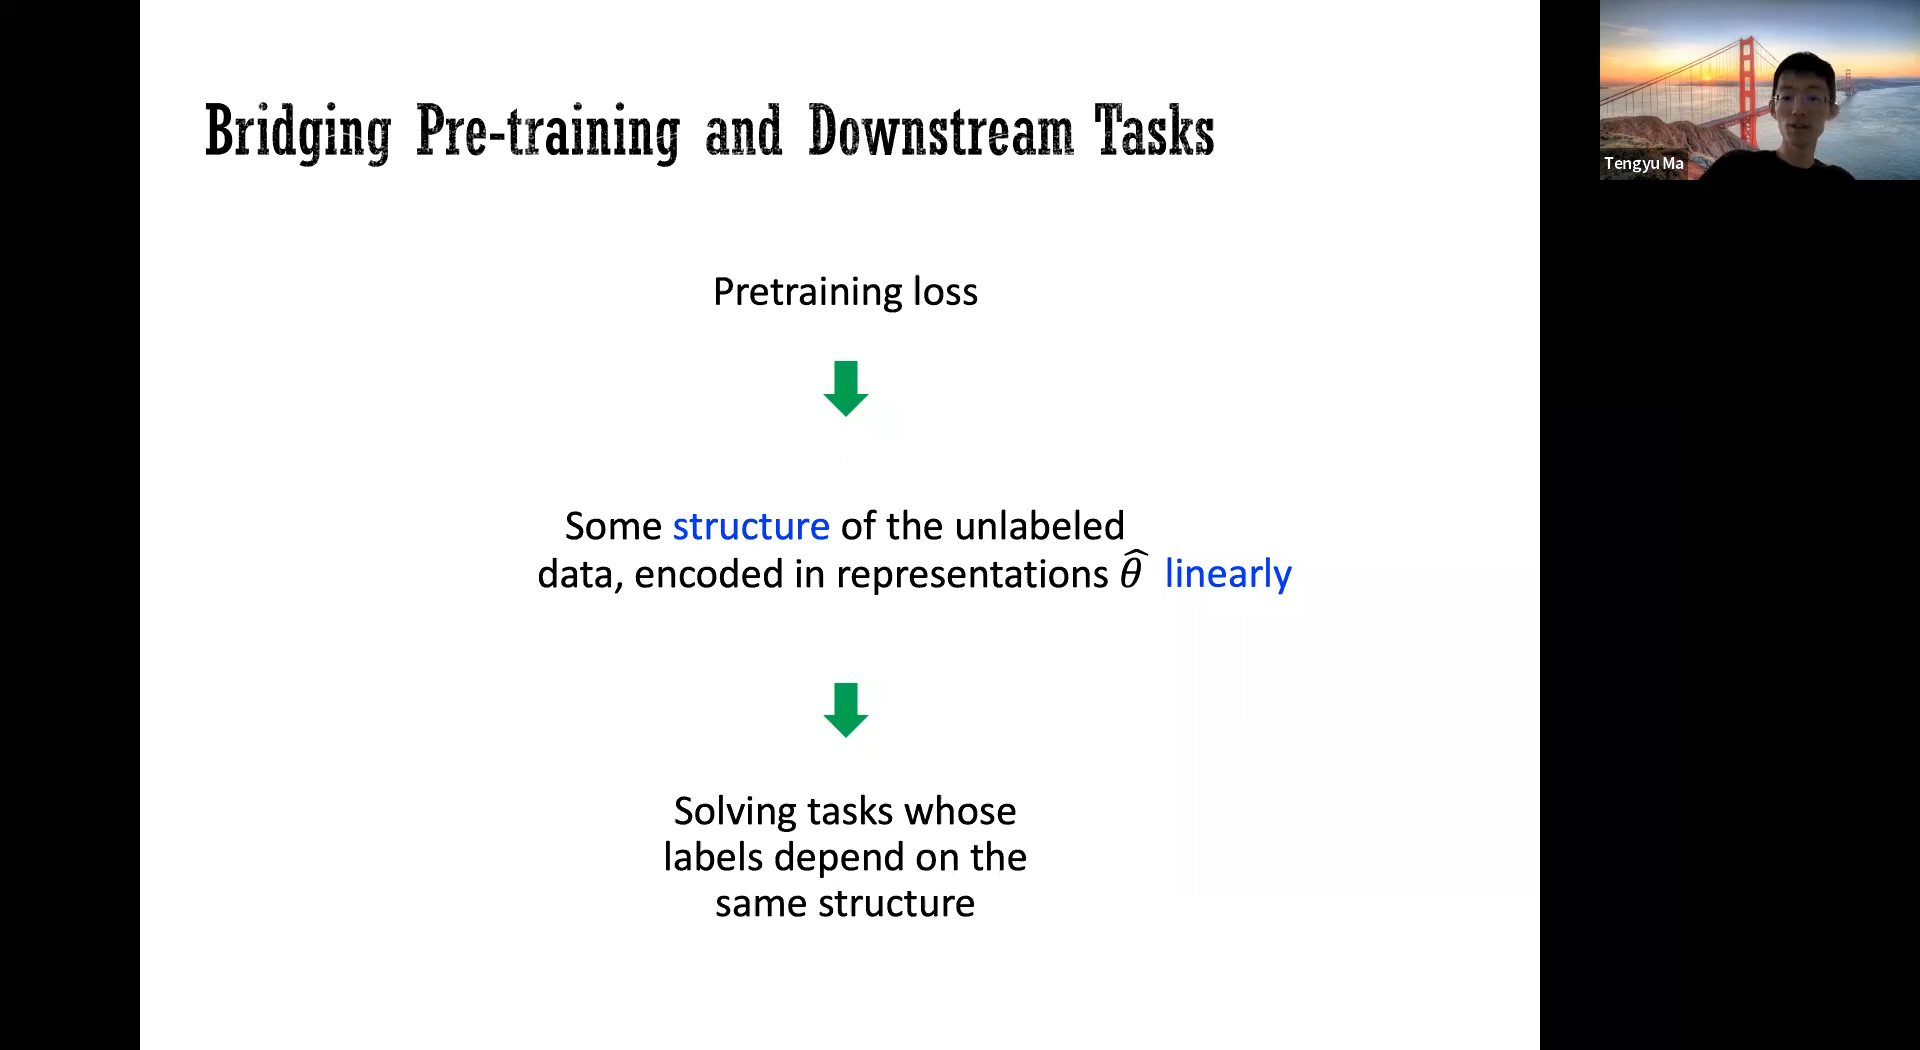 Bridging Pre-training and Downstream Tasks
Tengyu Ma
Pretraining loss
Some structure of the unlabeled
data, encoded in representations θ̂ linearly
Solving tasks whose
labels depend on the
same structure